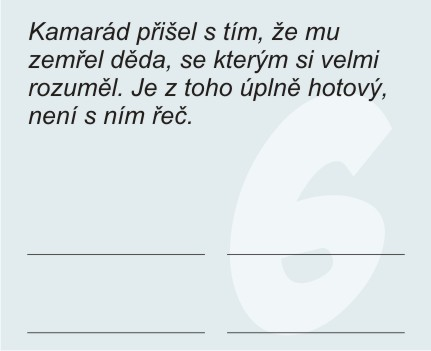 Kamarád přišel s tím, že mu
zemřel děda, se kterým si velmi
rozuměl. Je z toho úplně hotový,
není s ním řeč.
6